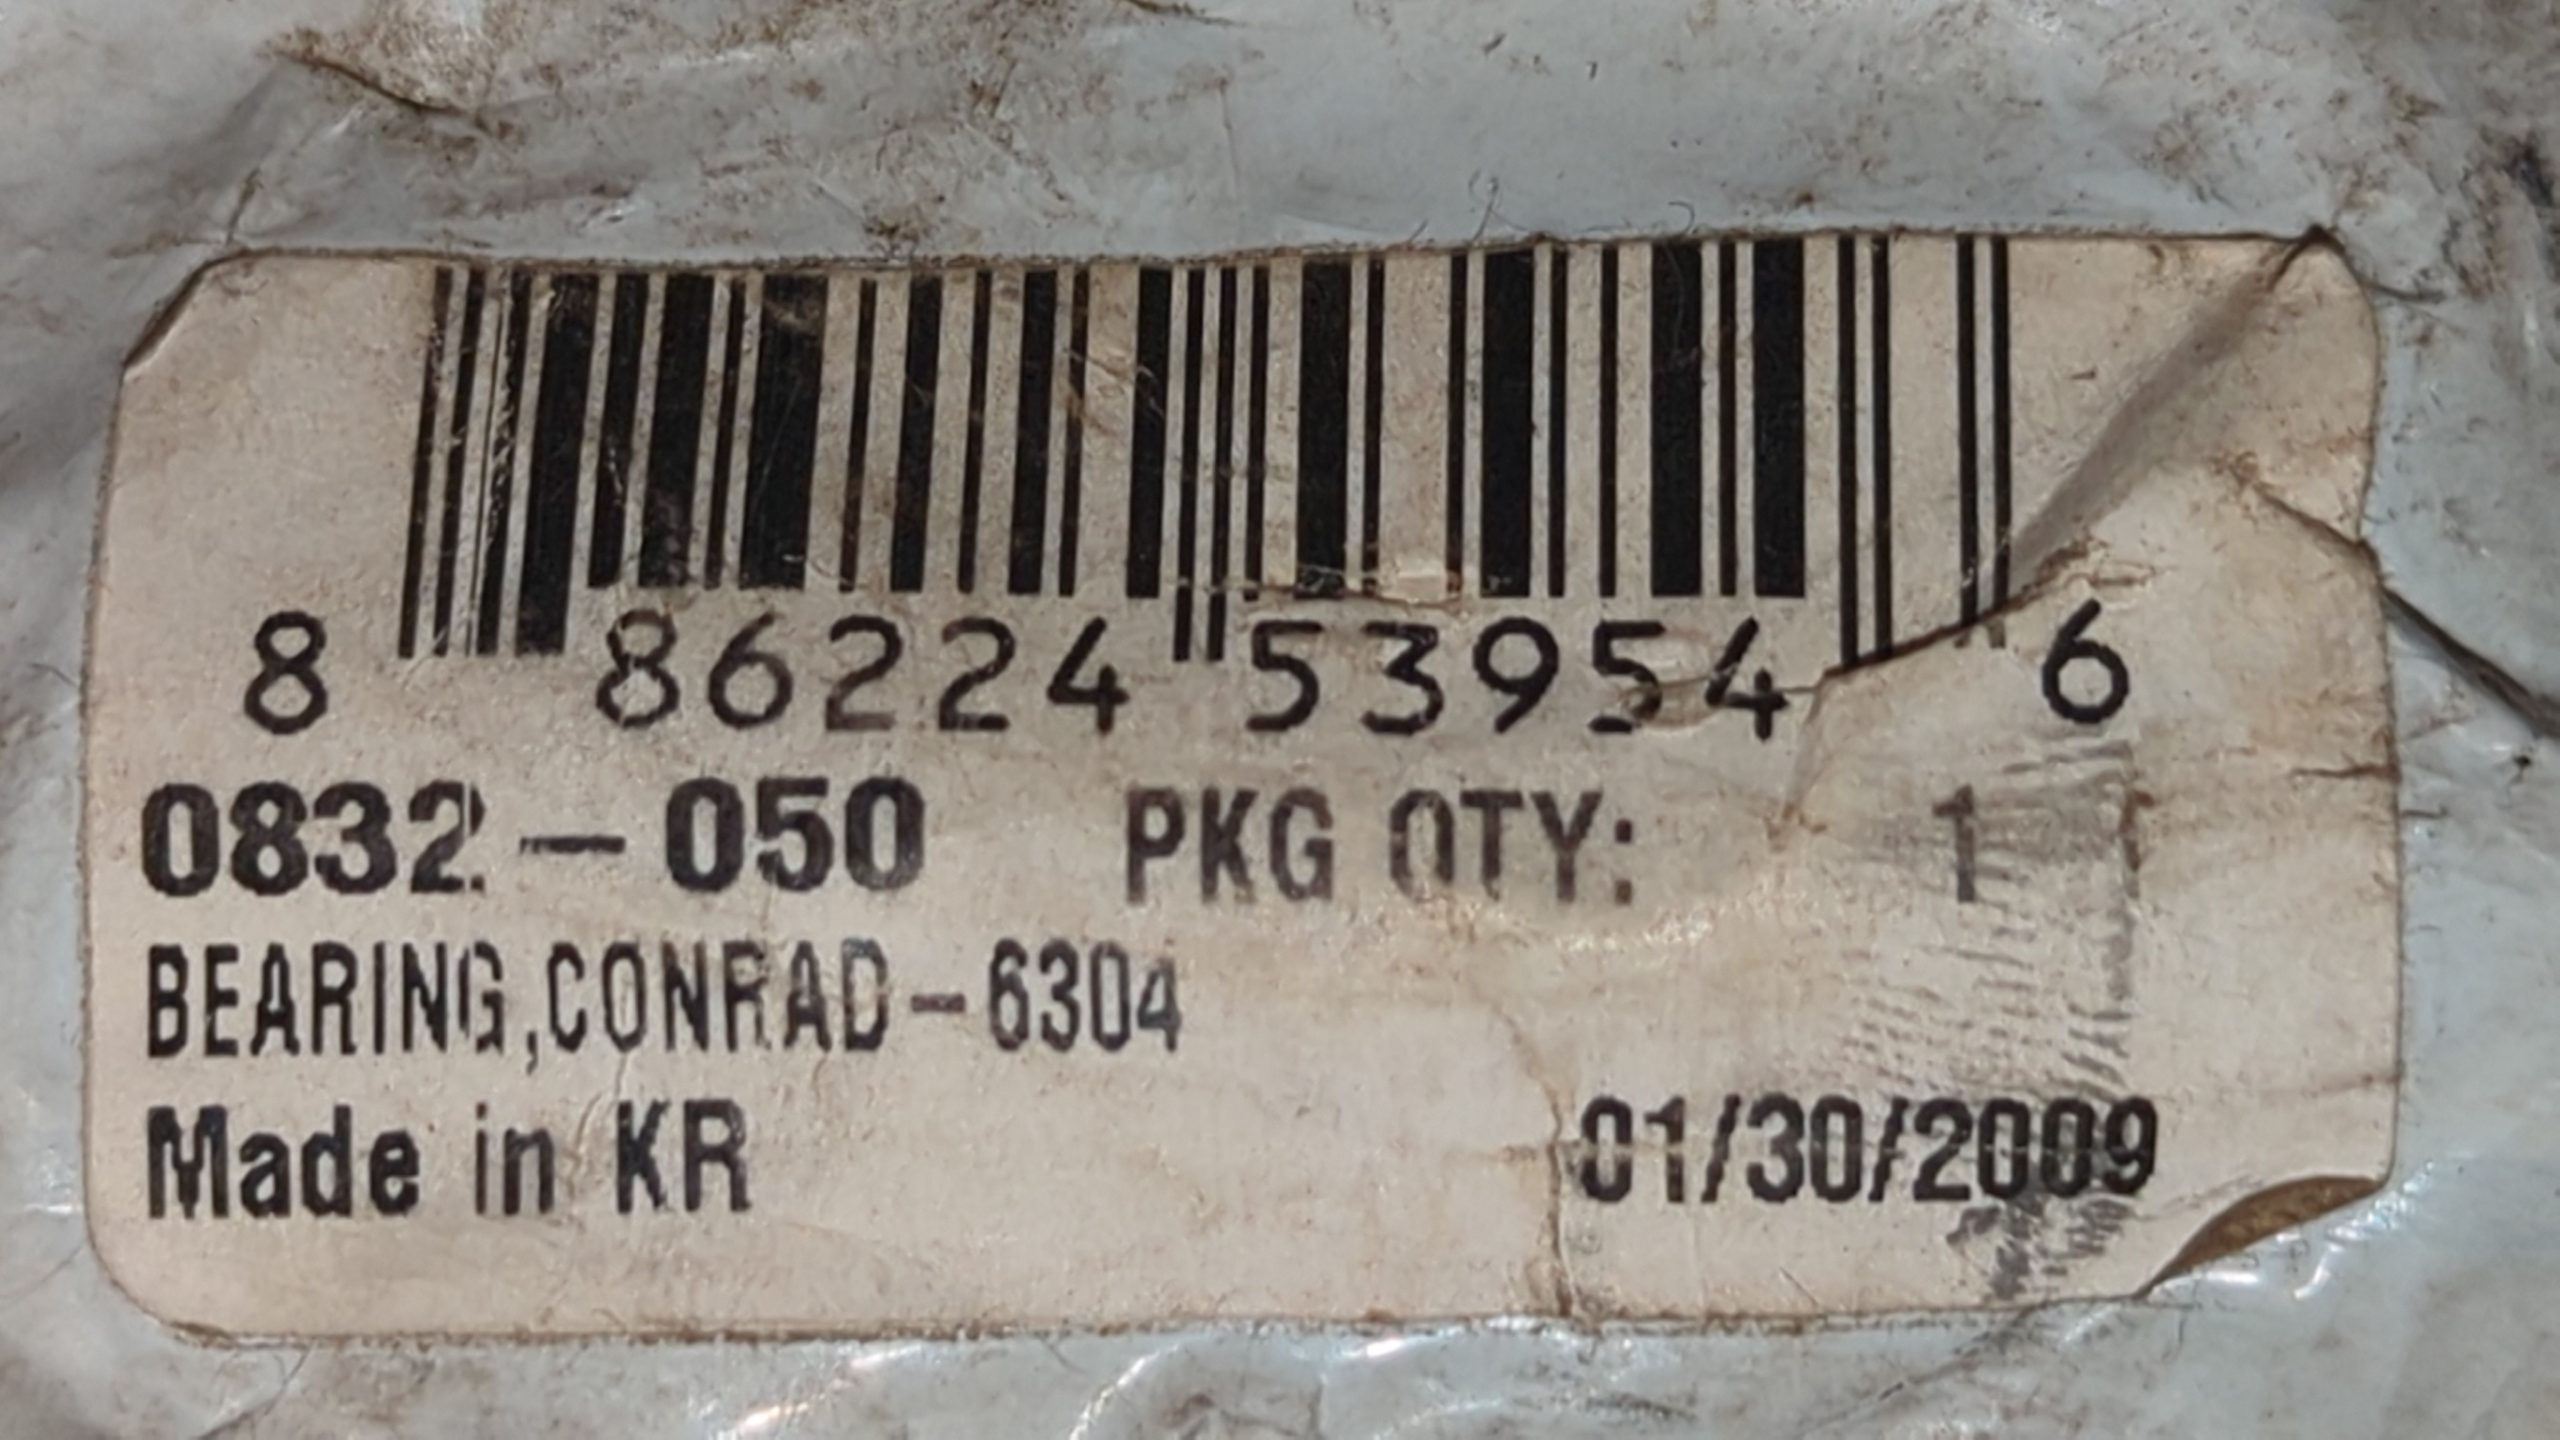 8 86224 53954 6
0832-050 PKG QTY: 1
BEARING,CONRAD-6304
Made in KR 01/30/2009